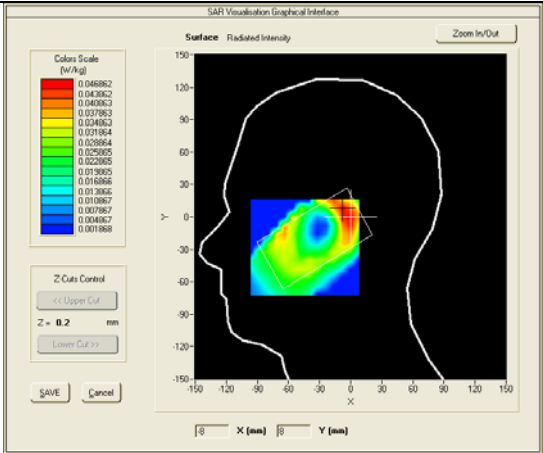 SAR Visualisation Graphical Interface
Surface Radiated Intensity
Zoom In/Out
Colors Scale
(W/kg)
0.046862
0.043862
0.040863
0.037863
0.034863
0.031864
0.028864
0.025865
0.022865
0.019865
0.016866
0.013866
0.010867
0.007867
0.004867
0.001868
Z-Cuts Control
<< Upper Cut
Z = 0.2 mm
Lower Cut >>
SAVE Cancel
150
120
90
60
30
0
-30
-60
-90
-120
-150
Y
-150 -120 -90 -60 -30 0 30 60 90 120 150
X
-8 X (mm) 8 Y (mm)